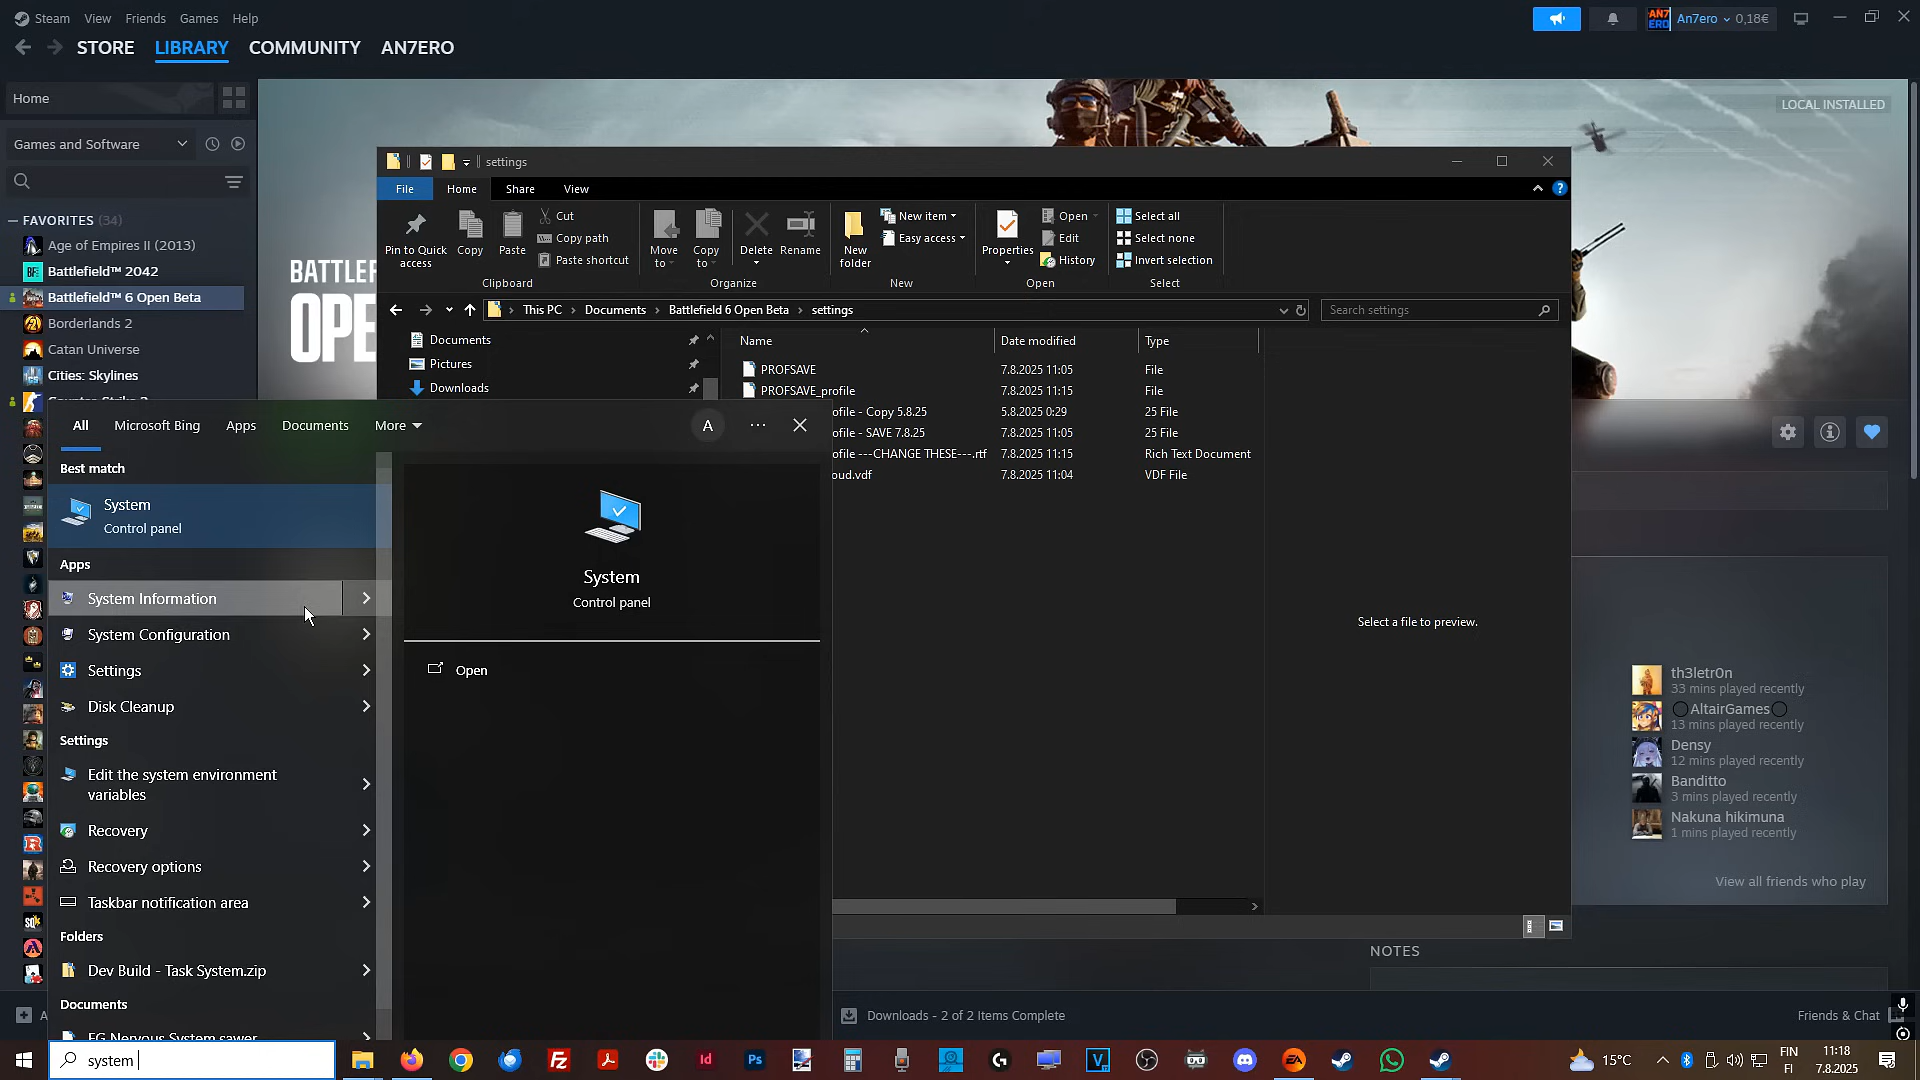 Steam View Friends Games Help
An7ero 0,18€
STORE LIBRARY COMMUNITY AN7ERO
Home
LOCAL INSTALLED
Games and Software
FAVORITES (34)
Age of Empires II (2013)
Battlefield™ 2042
Battlefield™ 6 Open Beta
Borderlands 2
Catan Universe
Cities: Skylines
BATTLEF
OPE
settings
File Home Share View
Pin to Quick access
Copy
Paste
Cut
Copy path
Paste shortcut
Clipboard
Move to
Copy to
Delete
Rename
Organize
New folder
New item
Easy access
New
Properties
Open
Edit
History
Open
Select all
Select none
Invert selection
Select
This PC > Documents > Battlefield 6 Open Beta > settings
Search settings
Documents
Pictures
Downloads
Name Date modified Type
PROFSAVE 7.8.2025 11:05 File
PROFSAVE_profile 7.8.2025 11:15 File
ofile - Copy 5.8.25 5.8.2025 0:29 25 File
ofile - SAVE 7.8.25 7.8.2025 11:05 25 File
ofile ---CHANGE THESE---.rtf 7.8.2025 11:15 Rich Text Document
oud.vdf 7.8.2025 11:04 VDF File
Select a file to preview.
All Microsoft Bing Apps Documents More
A
Best match
System
Control panel
Apps
System Information
System Configuration
Settings
Disk Cleanup
Settings
Edit the system environment
variables
Recovery
Recovery options
Taskbar notification area
Folders
Dev Build - Task System.zip
Documents
System
Control panel
Open
th3letr0n
33 mins played recently
AltairGames
13 mins played recently
Densy
12 mins played recently
Banditto
3 mins played recently
Nakuna hikimuna
1 mins played recently
View all friends who play
NOTES
Downloads - 2 of 2 Items Complete
Friends & Chat
system
15°C
FIN
FI
11:18
7.8.2025